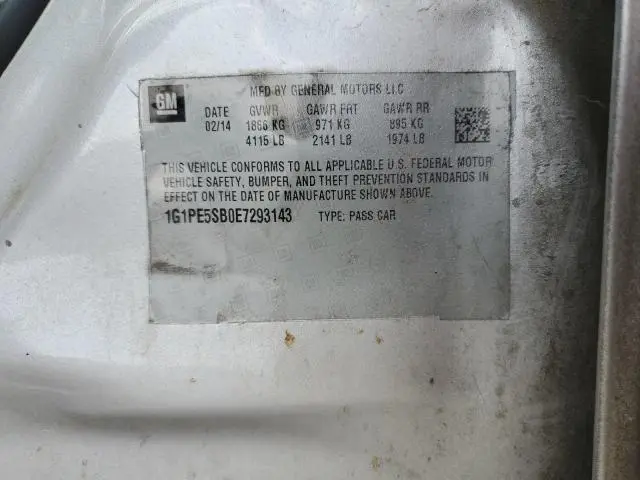 GM
MFD BY GENERAL MOTORS LLC
DATE GVWR GAWR FRT GAWR RR
02/14 1866 KG 971 KG 895 KG
4115 LB 2141 LB 1974 LB
THIS VEHICLE CONFORMS TO ALL APPLICABLE U.S. FEDERAL MOTOR
VEHICLE SAFETY, BUMPER, AND THEFT PREVENTION STANDARDS IN
EFFECT ON THE DATE OF MANUFACTURE SHOWN ABOVE.
1G1PE5SB0E7293143 TYPE: PASS CAR